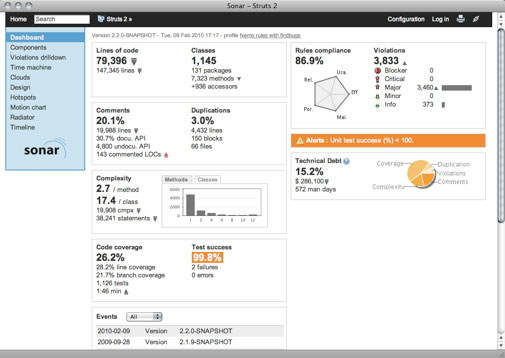 Sonar - Struts 2
Home Search Struts 2 » Configuration Log in
Dashboard
Components
Violations drilldown
Time machine
Clouds
Design
Hotspots
Motion chart
Radiator
Timeline
sonar
Version 2.2.0-SNAPSHOT - Tue, 09 Feb 2010 17:17 - profile Nemo rules with findbugs
Lines of code
79,396
147,345 lines
Classes
1,145
131 packages
7,323 methods
+936 accessors
Comments
20.1%
19,988 lines
30.7% docu. API
4,800 undocu. API
143 commented LOCs
Duplications
3.0%
4,432 lines
150 blocks
66 files
Complexity
2.7 / method
17.4 / class
19,908 cmpx
38,241 statements
Methods Classes
6000
4000
2000
0
1 2 4 6 8 10 12
Code coverage
26.2%
28.2% line coverage
21.7% branch coverage
1,126 tests
1:46 min
Test success
99.8%
2 failures
0 errors
Events All
2010-02-09 Version 2.2.0-SNAPSHOT
2009-09-28 Version 2.1.9-SNAPSHOT
Rules compliance
86.9%
Usa.
Rel. Eff.
Por. Mai.
Violations
3,833
Blocker 0
Critical 0
Major 3,460
Minor 0
Info 373
Alerts : Unit test success (%) < 100.
Technical Debt ?
15.2%
$ 286,100
572 man days
Coverage
Duplication
Violations
Comments
Complexity